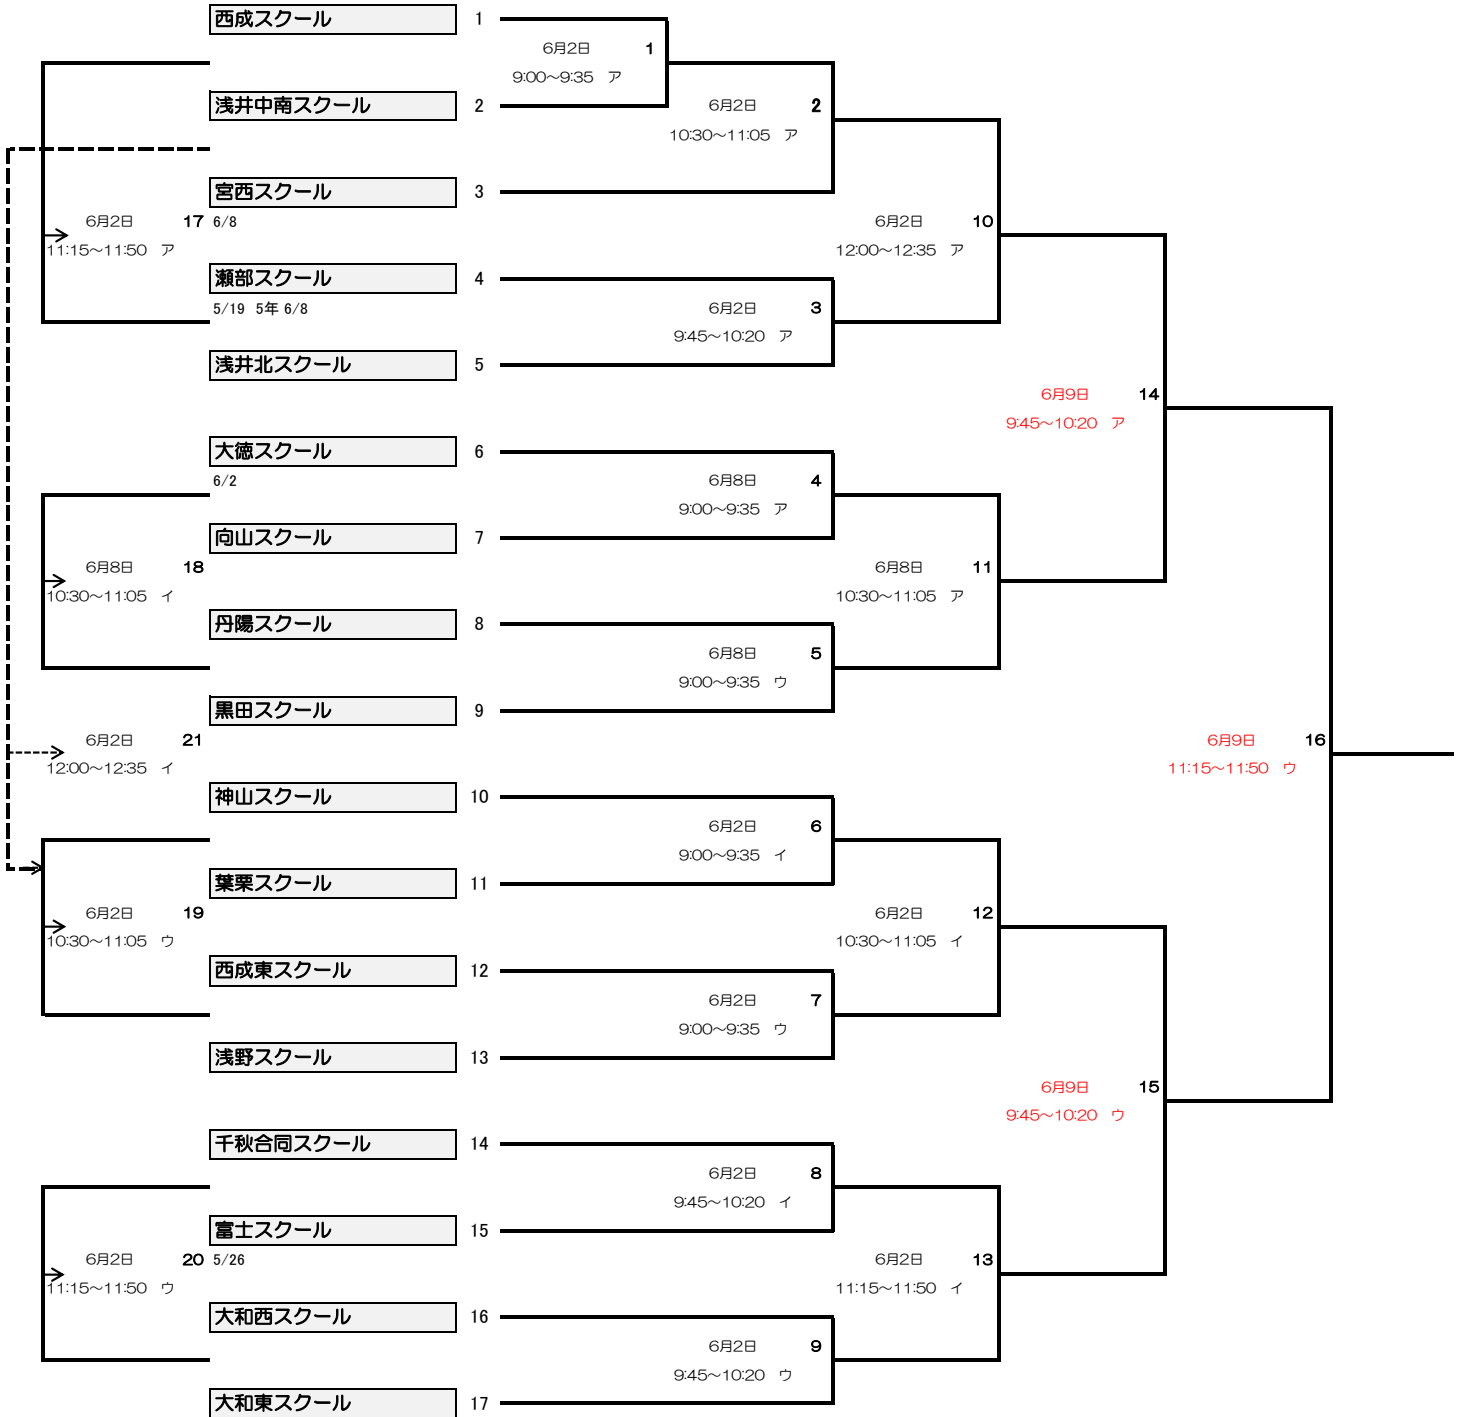 西成スクール 1
6月2日 1
9:00～9:35 ア
浅井中南スクール 2
6月2日 2
10:30～11:05 ア
宮西スクール 3
6月2日 17 6/8
11:15～11:50 ア
6月2日 10
12:00～12:35 ア
瀬部スクール 4
5/19 5年 6/8
6月2日 3
9:45～10:20 ア
浅井北スクール 5
6月9日 14
9:45～10:20 ア
大徳スクール 6
6/2
6月8日 4
9:00～9:35 ア
向山スクール 7
6月8日 18
10:30～11:05 イ
6月8日 11
10:30～11:05 ア
丹陽スクール 8
6月8日 5
9:00～9:35 ウ
黒田スクール 9
6月2日 21
12:00～12:35 イ
6月9日 16
11:15～11:50 ウ
神山スクール 10
6月2日 6
9:00～9:35 イ
葉栗スクール 11
6月2日 19
10:30～11:05 ウ
6月2日 12
10:30～11:05 イ
西成東スクール 12
6月2日 7
9:00～9:35 ウ
浅野スクール 13
6月9日 15
9:45～10:20 ウ
千秋合同スクール 14
6月2日 8
9:45～10:20 イ
富士スクール 15
6月2日 20 5/26
11:15～11:50 ウ
6月2日 13
11:15～11:50 イ
大和西スクール 16
6月2日 9
9:45～10:20 ウ
大和東スクール 17